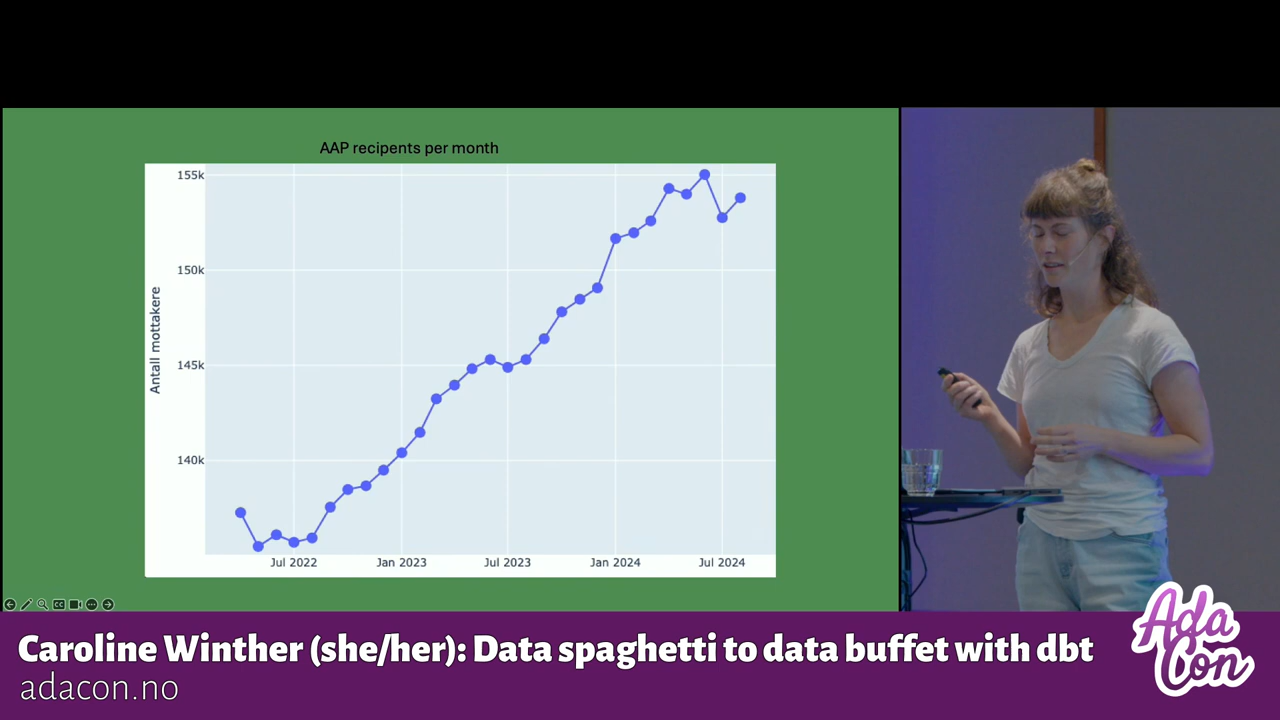 AAP recipents per month
155k
150k
145k
140k
Antall mottakere
Jul 2022
Jan 2023
Jul 2023
Jan 2024
Jul 2024
Caroline Winther (she/her): Data spaghetti to data buffet with dbt
adacon.no
Ada
Con